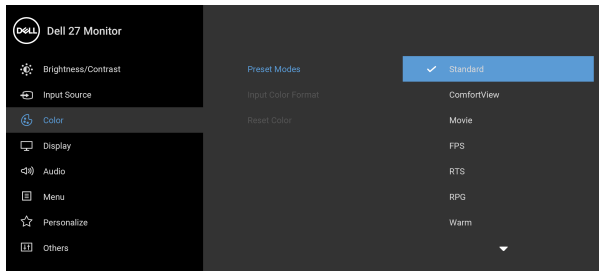 DELL Dell 27 Monitor
Brightness/Contrast Preset Modes Standard
Input Source Input Color Format ComfortView
Color Reset Color Movie
Display FPS
Audio RTS
Menu RPG
Personalize Warm
Others